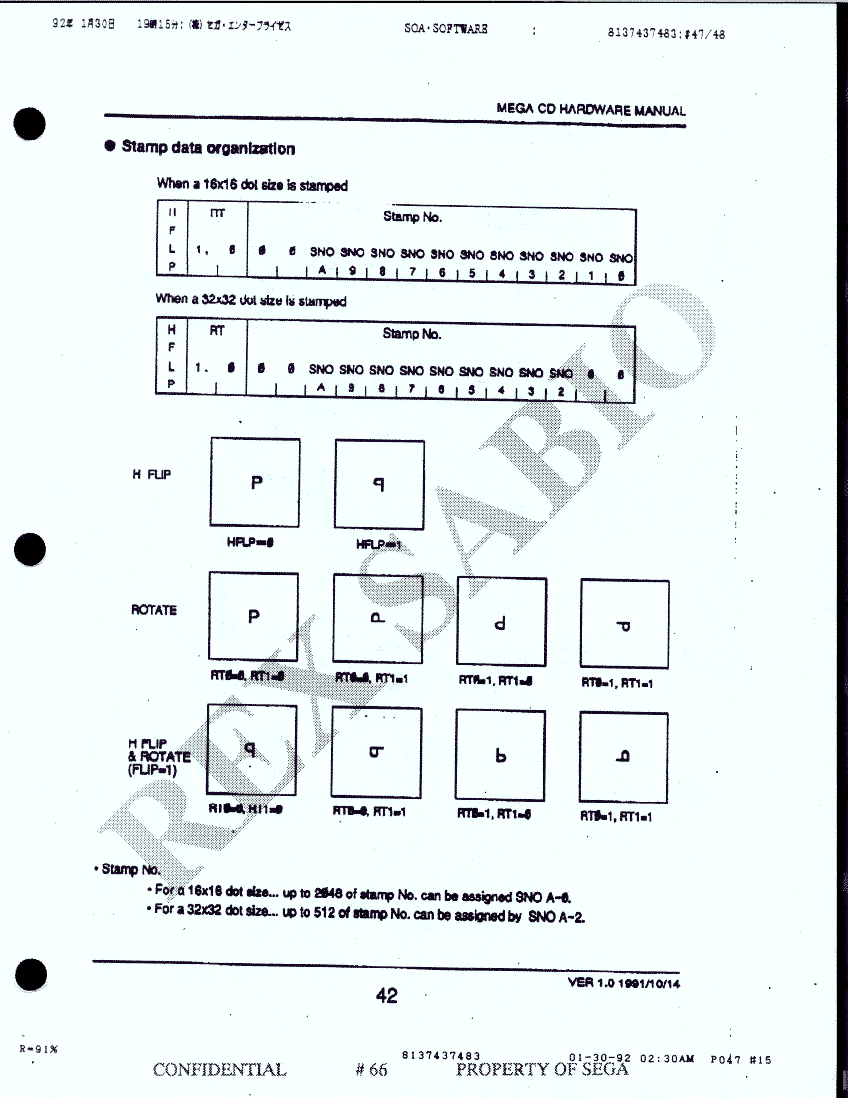 92年 1月30日 19時15分: (株) セガ・エンタープライゼス SOA・SOFTWARE : 8137437483;#47/48
MEGA CD HARDWARE MANUAL
● Stamp data organization
When a 16x16 dot size is stamped
H RT Stamp No.
F
L 1. 0 0 0 SNO SNO SNO SNO SNO SNO SNO SNO SNO SNO SNO
P A 9 8 7 6 5 4 3 2 1 0
When a 32x32 dot size is stamped
H RT Stamp No.
F
L 1. 0 0 0 SNO SNO SNO SNO SNO SNO SNO SNO SNO 0 0
P A 9 8 7 6 5 4 3 2
H FLIP P q
HFLP=0 HFLP=1
ROTATE P P d P
RT0=0, RT1=0 RT0=0, RT1=1 RT0=1, RT1=0 RT0=1, RT1=1
H FLIP
& ROTATE
(FLIP=1)
q q b q
RT0=0, RT1=0 RT0=0, RT1=1 RT0=1, RT1=0 RT0=1, RT1=1
• Stamp No.
• For a 16x16 dot size... up to 2048 of stamp No. can be assigned SNO A-0.
• For a 32x32 dot size... up to 512 of stamp No. can be assigned by SNO A-2.
VER 1.0 1991/10/14
42
R=91% 8137437483 01-30-92 02:30AM P047 #15
CONFIDENTIAL # 66 PROPERTY OF SEGA
REX SABIO